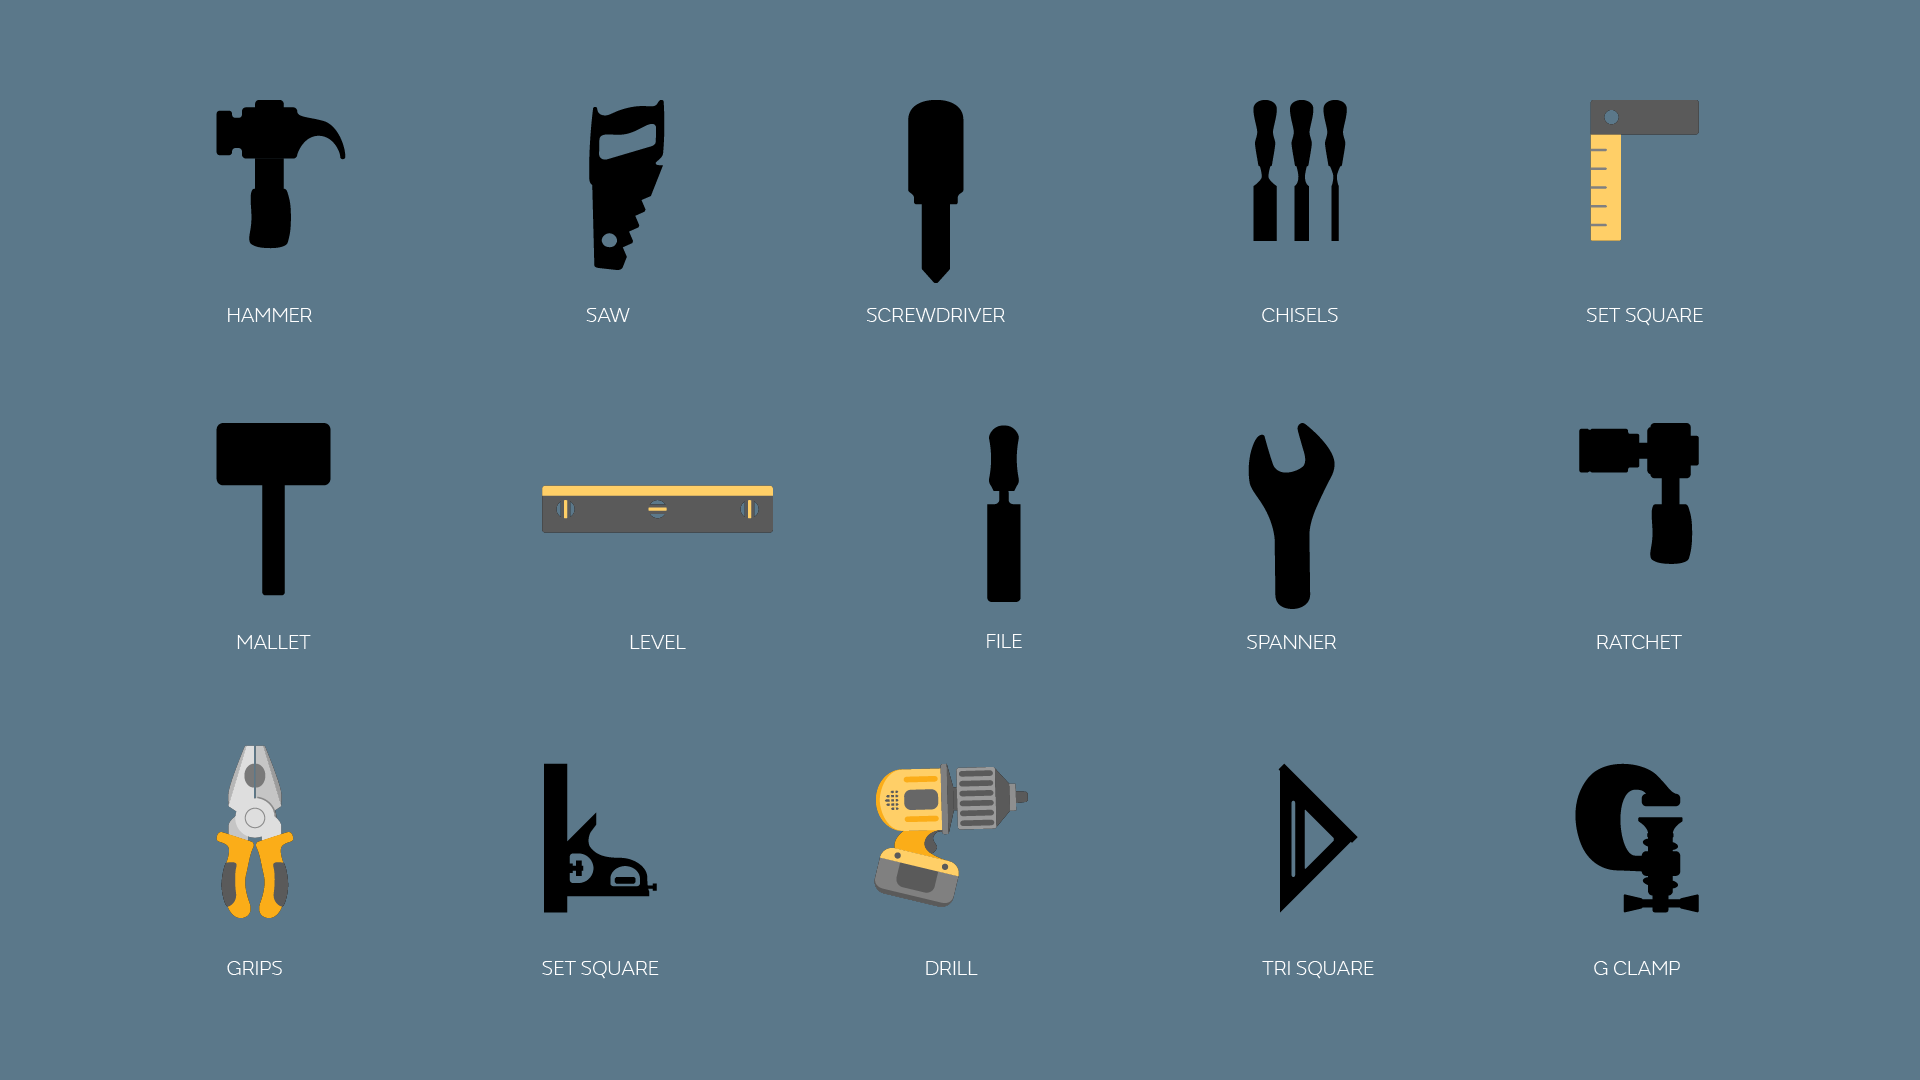 HAMMER
SAW
SCREWDRIVER
CHISELS
SET SQUARE
MALLET
LEVEL
FILE
SPANNER
RATCHET
GRIPS
SET SQUARE
DRILL
TRI SQUARE
G CLAMP